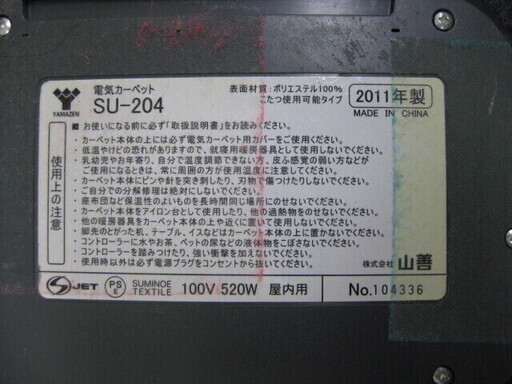 YAMAZEN
電気カーペット
SU-204
表面材質:ポリエステル100%
こたつ使用可能タイプ
2011年製
MADE IN CHINA
使用上の注意
●お使いになる前に必ず「取扱説明書」をお読みください。
・カーペット本体の上には必ず電気カーペット用カバーをご使用ください。
・低温やけどの恐れがありますので、就寝用暖房器具として使用しないでください。
・乳幼児やお年寄り、自分で温度調節できない方、皮ふ感覚の弱い方などが
ご使用になるときは、常に周囲の方が使用温度に注意してください。
・カーペット本体にピンや針を突き刺したり、刃物で傷つけたりしないでください。
・ご自分での分解修理は絶対にしないでください。
・座布団など保温性のよいものを長時間同じ場所にのせないでください。
・カーペット本体をアイロン台として使用したり、他の過熱物をのせないでください。
・他の暖房器具をカーペット本体の上や近くに置いて使用しないでください。
・脚先のとがった机、テーブル、イスなどはカーペット本体の上に置かないでください。
・コントローラーに水やお茶、ペットの尿などの液体物をこぼさないでください。
・コントローラーを踏みつけたり、強い衝撃を加えないでください。
・使用時以外は必ず電源プラグをコンセントから抜いてください。
株式会社 山善
S JET
PS
E
SUMINOE
TEXTILE
100V 520W 屋内用
No.104336